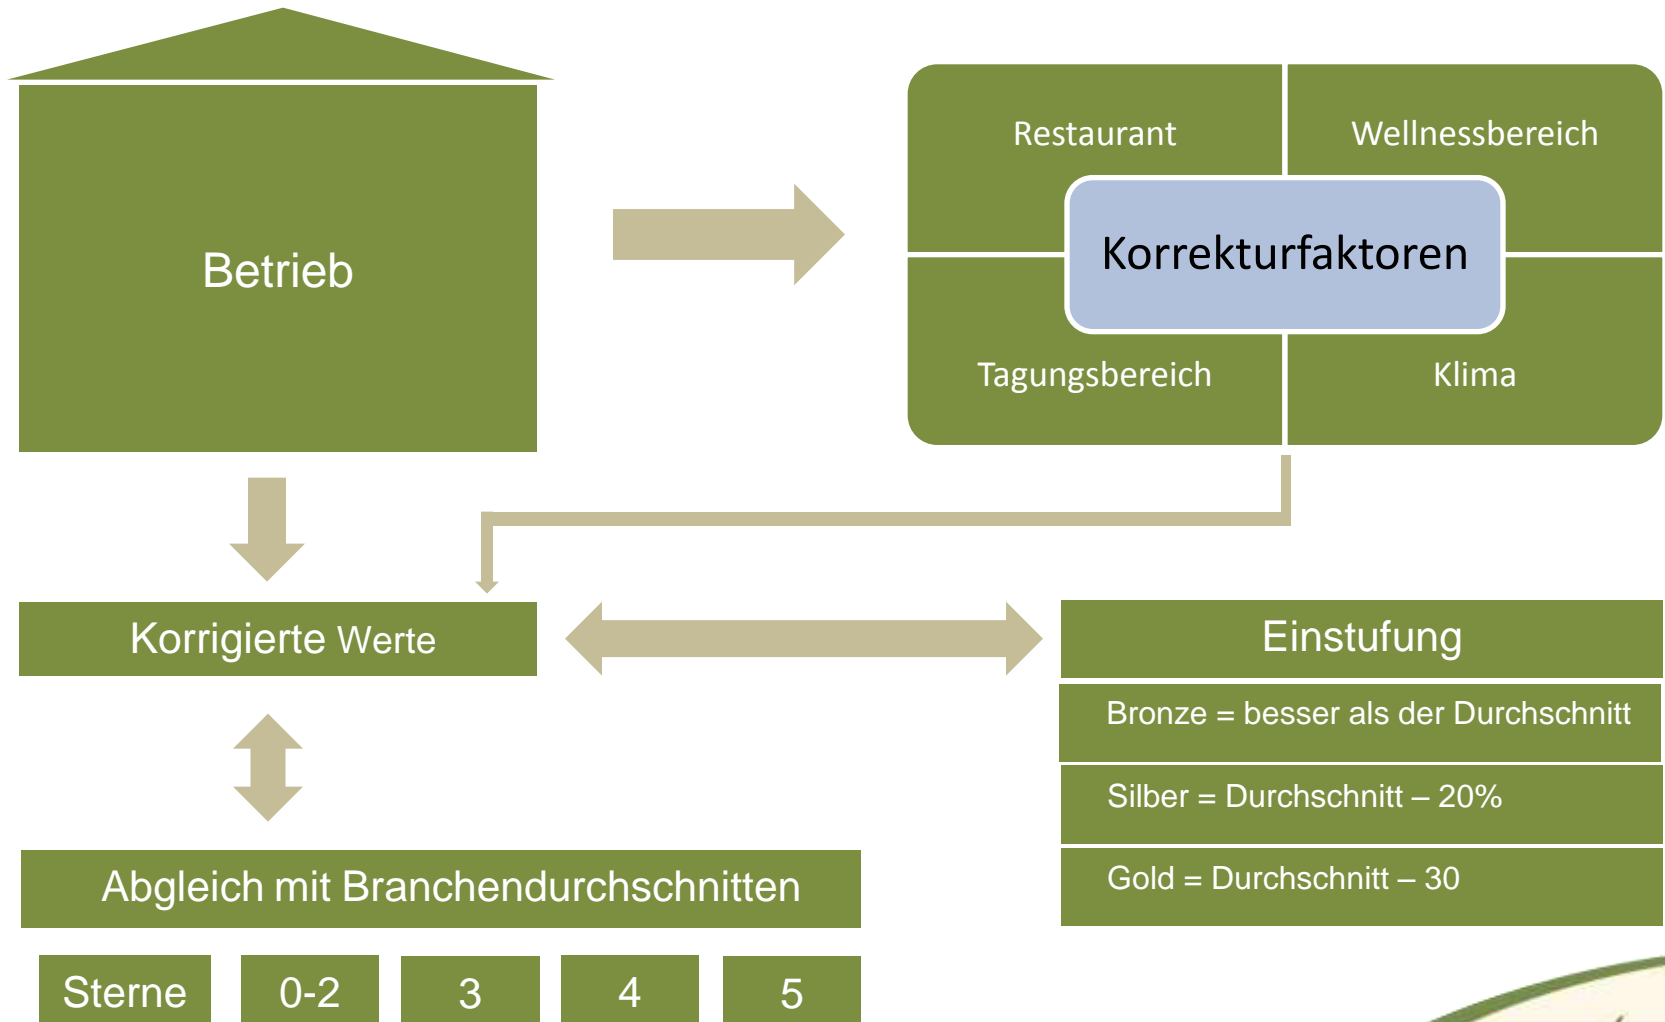 Betrieb
Restaurant
Wellnessbereich
Korrekturfaktoren
Tagungsbereich
Klima
Korrigierte Werte
Einstufung
Bronze = besser als der Durchschnitt
Silber = Durchschnitt – 20%
Gold = Durchschnitt – 30
Abgleich mit Branchendurchschnitten
Sterne
0-2
3
4
5